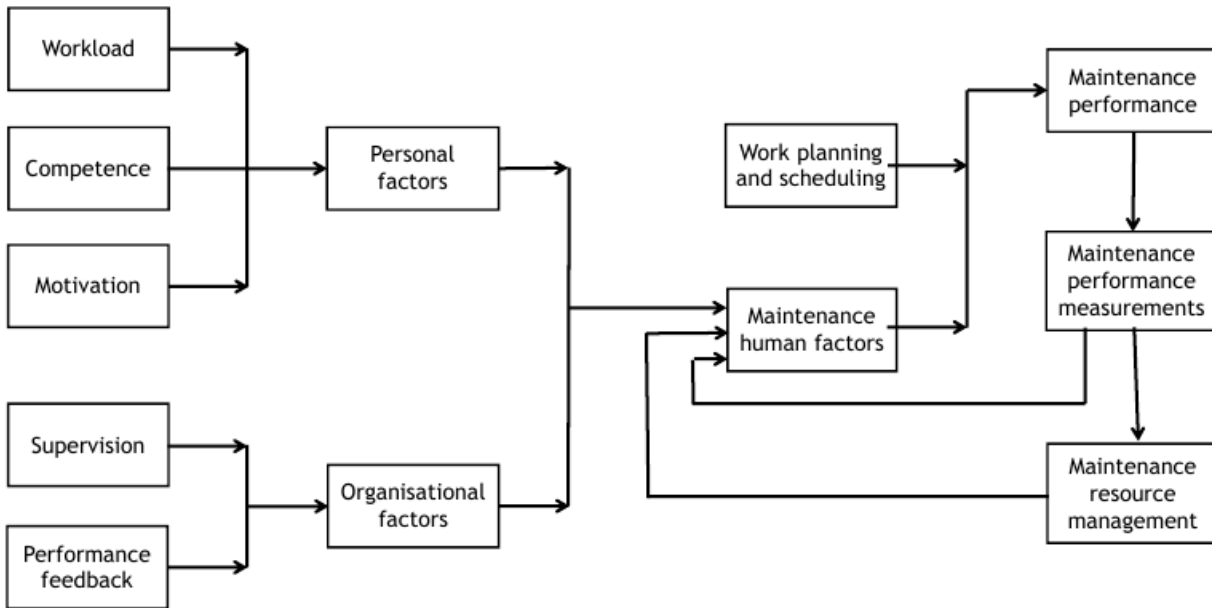 Workload
Competence
Motivation
Supervision
Performance
feedback
Personal
factors
Organisational
factors
Work planning
and scheduling
Maintenance
human factors
Maintenance
performance
Maintenance
performance
measurements
Maintenance
resource
management